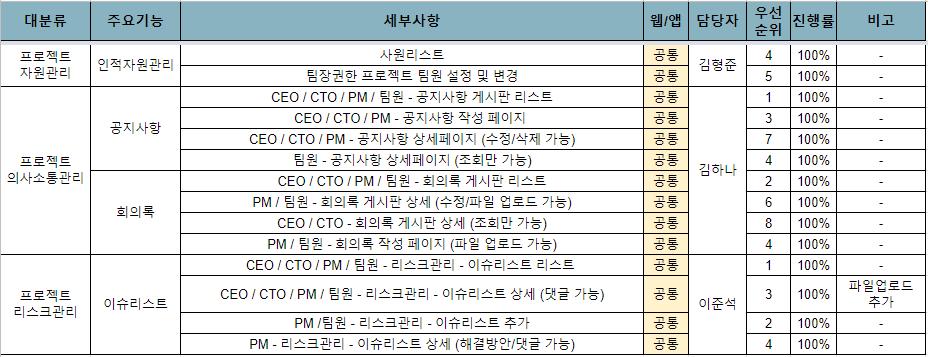 대분류 주요기능 세부사항 웹/앱 담당자 우선순위 진행률 비고
프로젝트 자원관리 인적자원관리 사원리스트 공통 김형준 4 100% -
팀장권한 프로젝트 팀원 설정 및 변경 공통 5 100% -
프로젝트 의사소통관리 공지사항 CEO / CTO / PM / 팀원 - 공지사항 게시판 리스트 공통 김하나 1 100% -
CEO / CTO / PM - 공지사항 작성 페이지 공통 3 100% -
CEO / CTO / PM - 공지사항 상세페이지 (수정/삭제 가능) 공통 7 100% -
팀원 - 공지사항 상세페이지 (조회만 가능) 공통 4 100% -
회의록 CEO / CTO / PM / 팀원 - 회의록 게시판 리스트 공통 2 100% -
PM / 팀원 - 회의록 게시판 상세 (수정/파일 업로드 가능) 공통 6 100% -
CEO / CTO - 회의록 게시판 상세 (조회만 가능) 공통 8 100% -
PM / 팀원 - 회의록 작성 페이지 (파일 업로드 가능) 공통 4 100% -
프로젝트 리스크관리 이슈리스트 CEO / CTO / PM / 팀원 - 리스크관리 - 이슈리스트 리스트 공통 이준석 1 100% -
CEO / CTO / PM / 팀원 - 리스크관리 - 이슈리스트 상세 (댓글 가능) 공통 3 100% 파일업로드 추가
PM /팀원 - 리스크관리 - 이슈리스트 추가 공통 2 100% -
PM - 리스크관리 - 이슈리스트 상세 (해결방안/댓글 가능) 공통 4 100% -